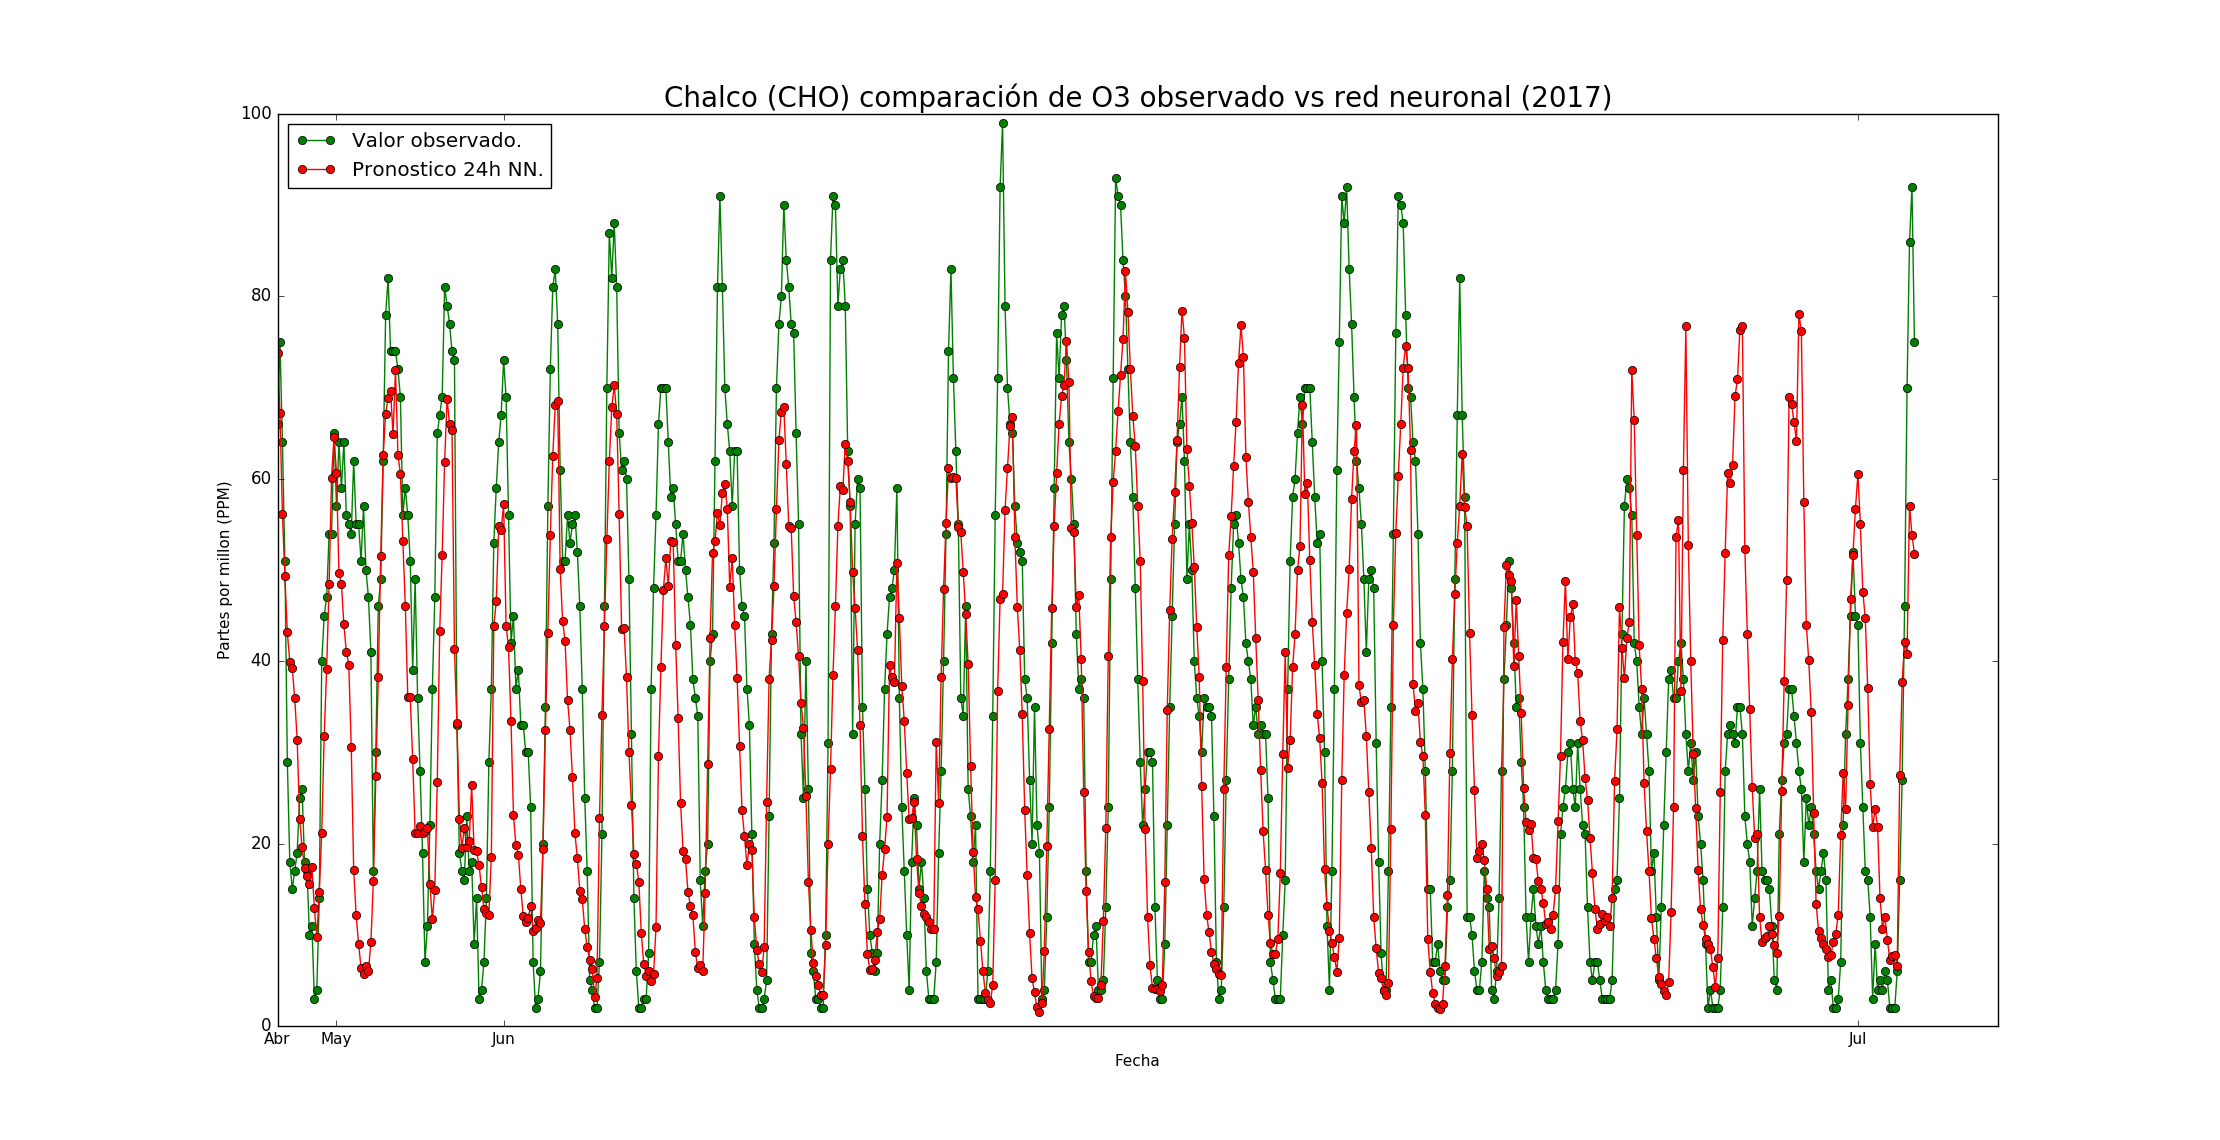 Chalco (CHO) comparación de O3 observado vs red neuronal (2017)
Valor observado.
Pronostico 24h NN.
100
80
60
40
20
0
Partes por millon (PPM)
Abr May Jun Jul
Fecha